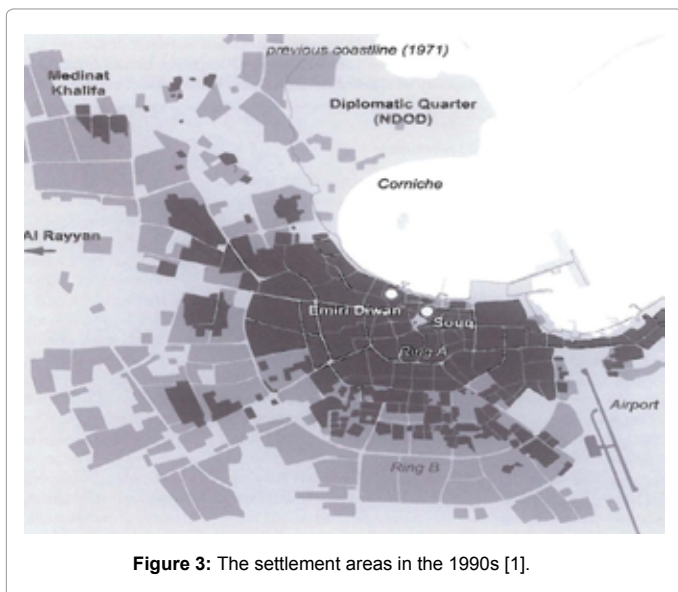 previous coastline (1971)
Medinat
Khalifa
Diplomatic Quarter
(NDOD)
Corniche
Al Rayyan
Emiri Diwan
Souq
Ring A
Airport
Ring B
Figure 3: The settlement areas in the 1990s [1].